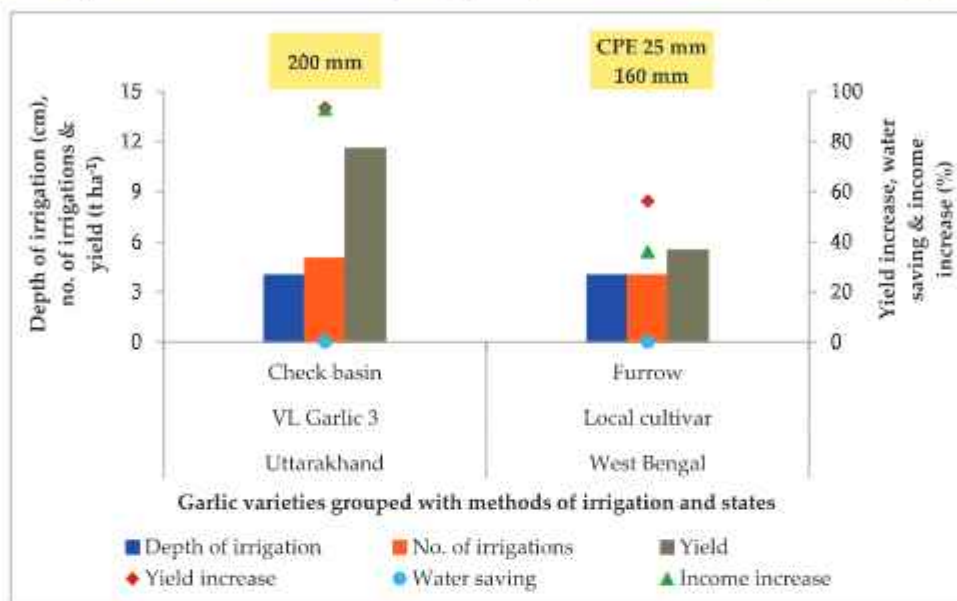 200 mm
CPE 25 mm
160 mm
Depth of irrigation (cm),
no. of irrigations &
yield (t ha⁻¹)
15
12
9
6
3
0
100
80
60
40
20
0
Yield increase, water
saving & income
increase (%)
Check basin
Furrow
VL Garlic 3
Local cultivar
Uttarakhand
West Bengal
Garlic varieties grouped with methods of irrigation and states
Depth of irrigation
No. of irrigations
Yield
Yield increase
Water saving
Income increase